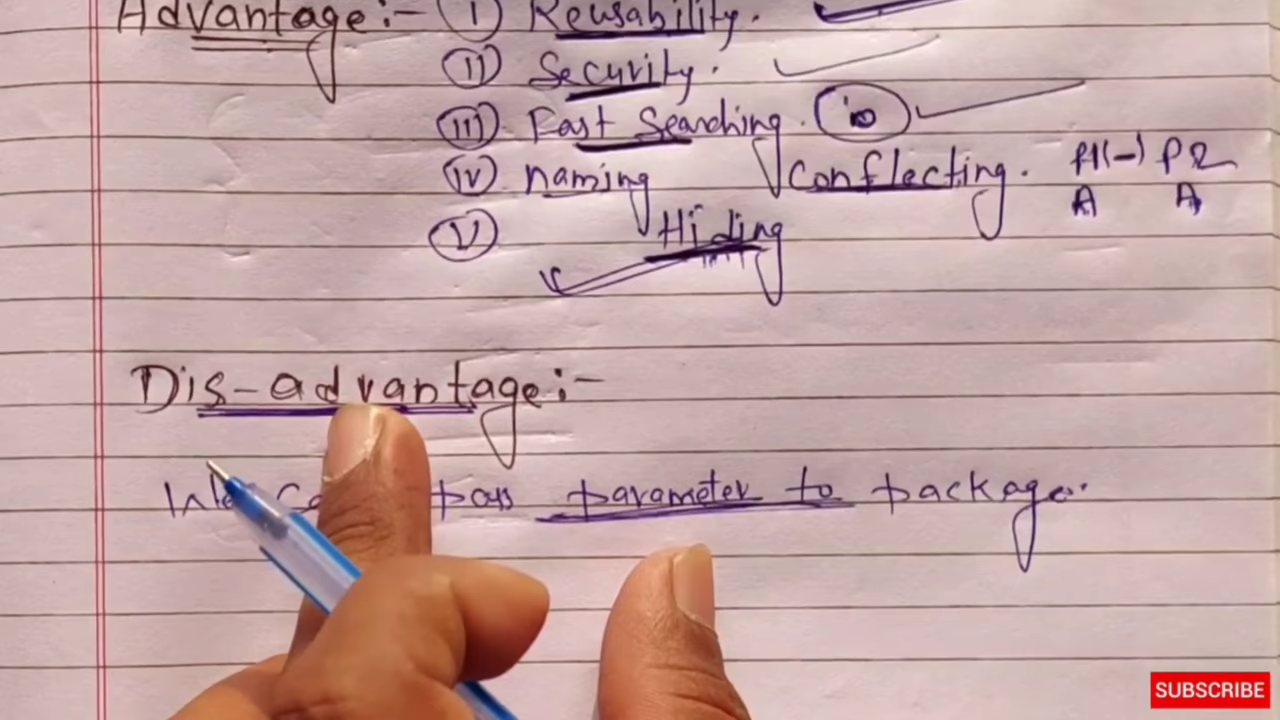 Advantage:- (I) Reusability.
(II) Security.
(III) Fast Searching. io
(IV) naming conflecting. P1(-) P2
A A
(V) Hiding
Dis-advantage:-
pass parameter to package.
SUBSCRIBE